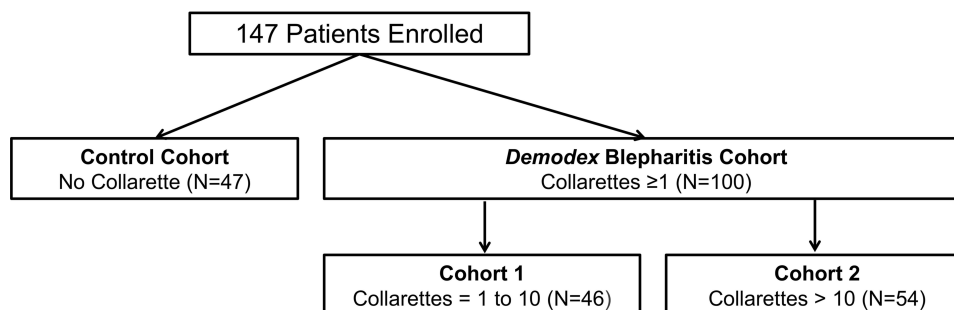 147 Patients Enrolled
Control Cohort
No Collarette (N=47)
Demodex Blepharitis Cohort
Collarettes ≥1 (N=100)
Cohort 1
Collarettes = 1 to 10 (N=46)
Cohort 2
Collarettes > 10 (N=54)